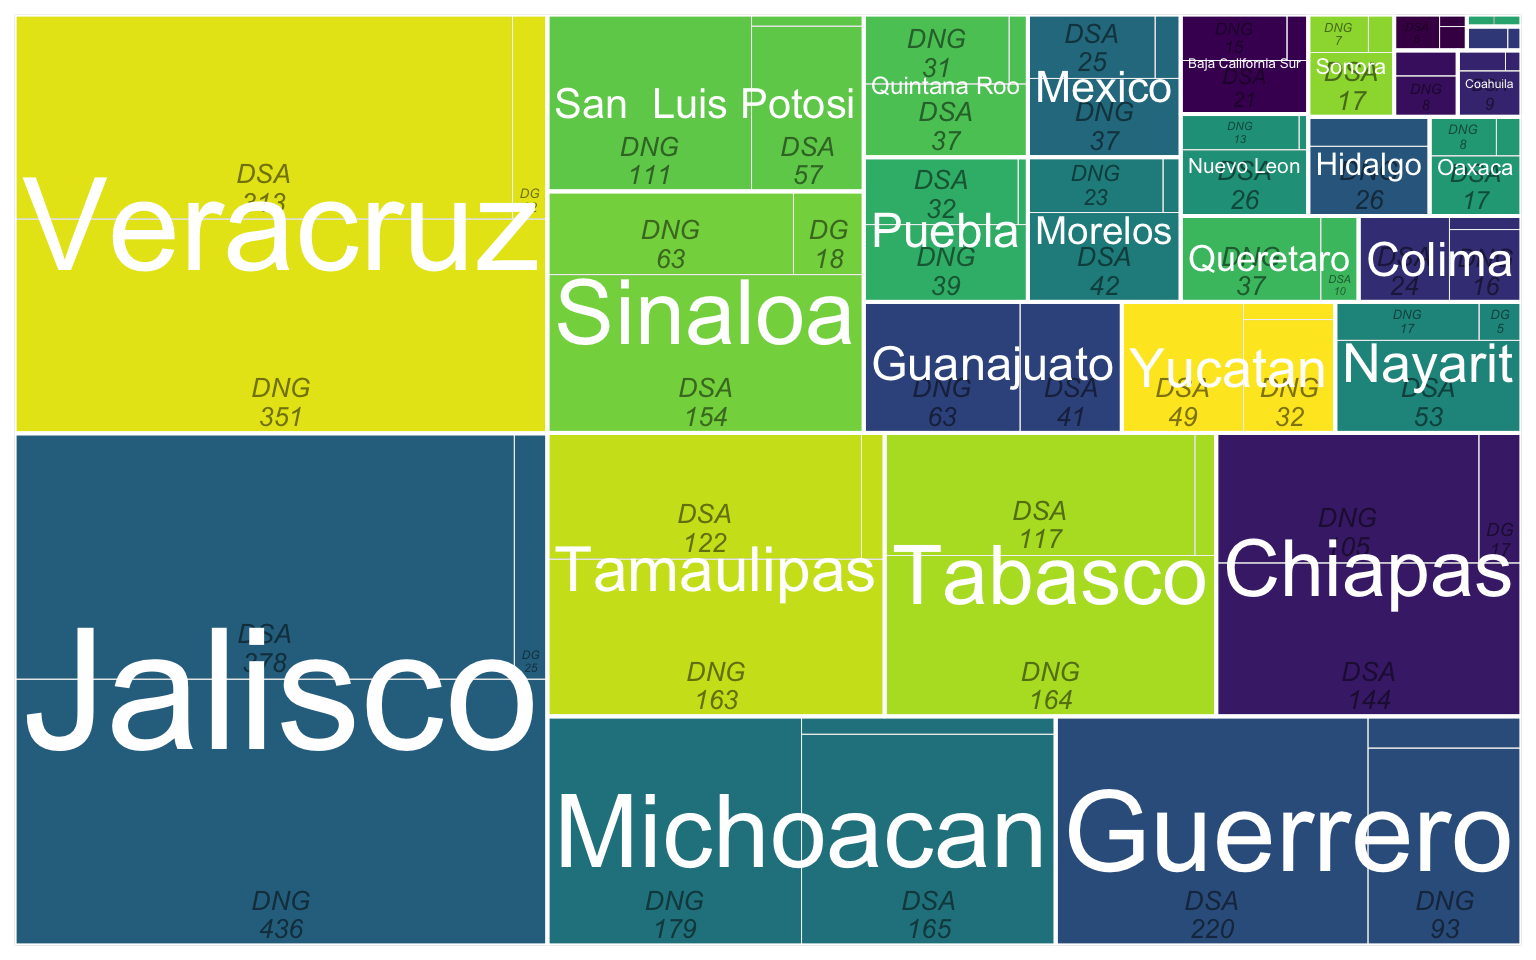 DSA
313
DG
Veracruz
DNG
351
San Luis Potosi
DNG
111
DSA
57
DNG
63
DG
18
Sinaloa
DSA
154
DNG
31
Quintana Roo
DSA
37
DSA
25
Mexico
DNG
37
DNG
15
Baja California Sur
DSA
21
DNG
7
Sonora
DSA
17
DSA
DNG
8
Coahuila
9
DSA
32
Puebla
DNG
39
DNG
23
Morelos
DSA
42
DNG
13
Nuevo Leon
DSA
26
Hidalgo
DNG
26
DNG
8
Oaxaca
DSA
17
Queretaro
DNG
37
DSA
10
Colima
DSA
24
DNG
16
Guanajuato
DNG
63
DSA
41
Yucatan
DSA
49
DNG
32
DNG
17
DG
5
Nayarit
DSA
53
DSA
378
DG
25
Jalisco
DNG
436
DSA
122
Tamaulipas
DNG
163
DSA
117
Tabasco
DNG
164
DNG
105
DG
17
Chiapas
DSA
144
Michoacan
DNG
179
DSA
165
Guerrero
DSA
220
DNG
93